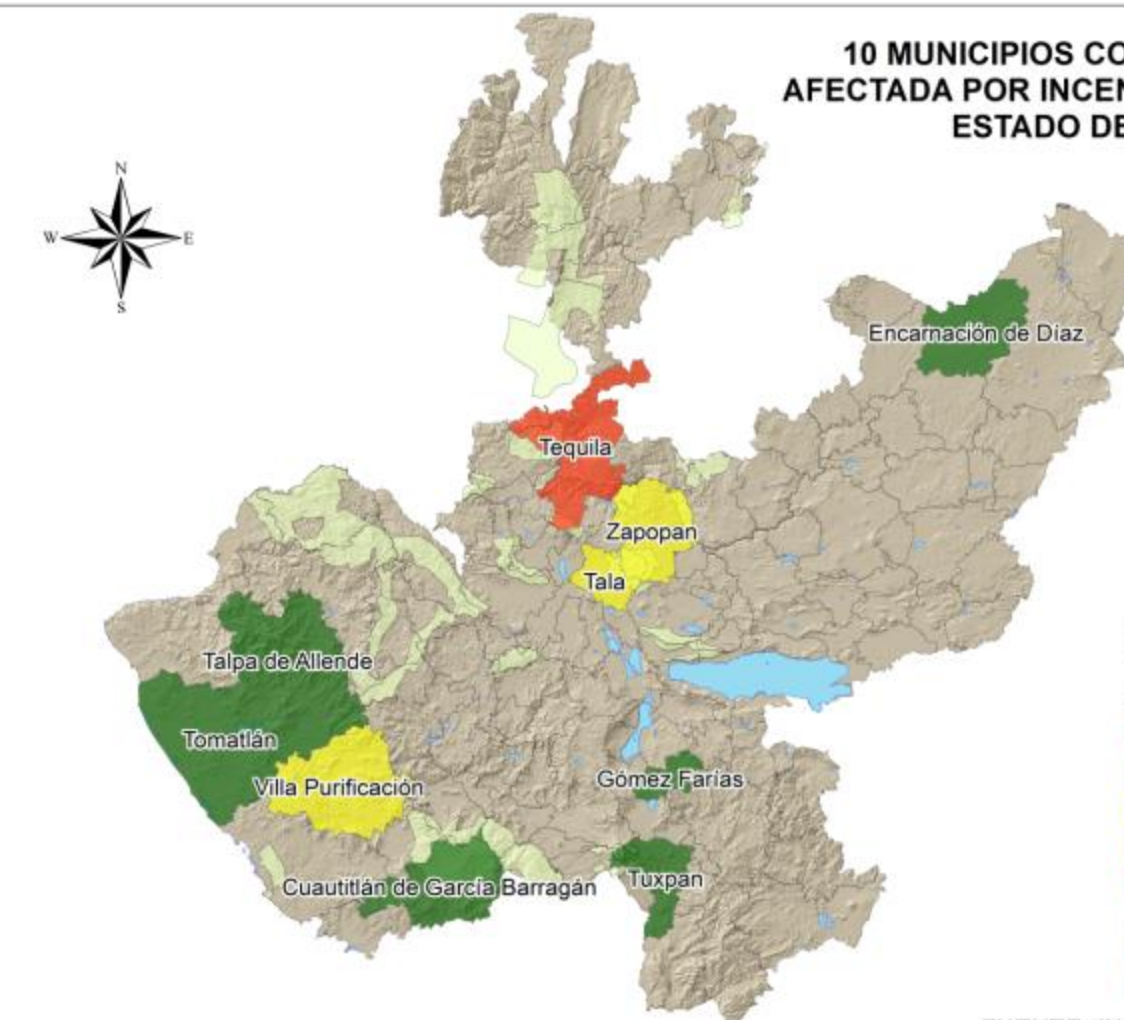 10 MUNICIPIOS CO
AFECTADA POR INCEN
ESTADO DE
N
W
E
S
Encarnación de Díaz
Tequila
Zapopan
Tala
Talpa de Allende
Tomatlán
Villa Purificación
Gómez Farías
Cuautitlán de García Barragán
Tuxpan